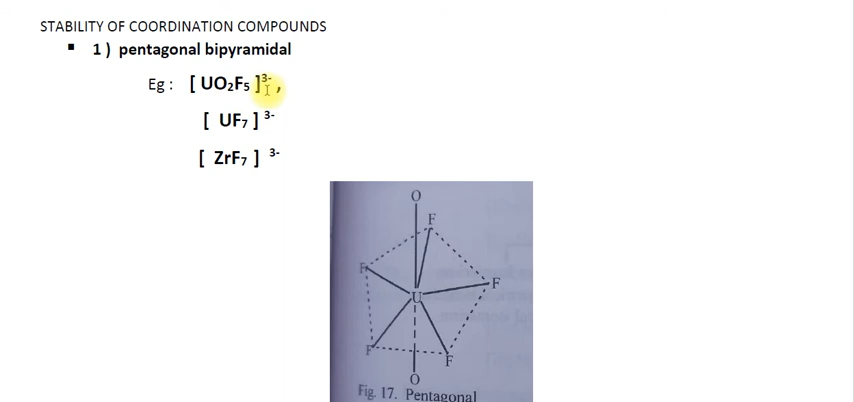 STABILITY OF COORDINATION COMPOUNDS
▪ 1 ) pentagonal bipyramidal
Eg : [ UO₂F₅ ]³⁻ ,
[ UF₇ ] ³⁻
[ ZrF₇ ] ³⁻
O
F
F
F
U
F
F
O
Fig. 17. Pentagonal